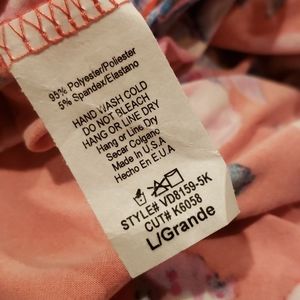 95% Polyester/Poliester
5% Spandex/Elastano
HAND WASH COLD
DO NOT BLEACH
HANG OR LINE DRY
Hang or Line Dry
Secar Colgano
Made in U.S.A
Hecho En E.U.A
STYLE# VD8159-5K
CUT# K6058
L/Grande